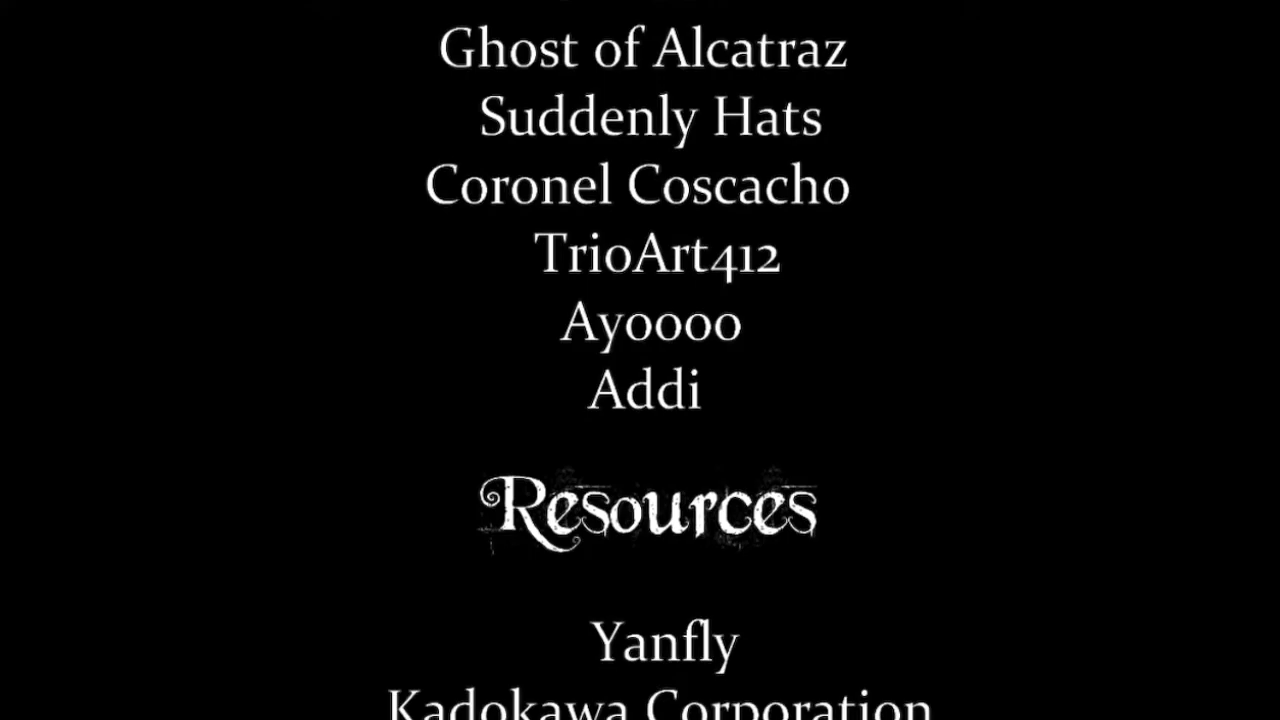 Ghost of Alcatraz
Suddenly Hats
Coronel Coscacho
TrioArt412
Ayoooo
Addi
Resources
Yanfly
Kadokawa Corporation